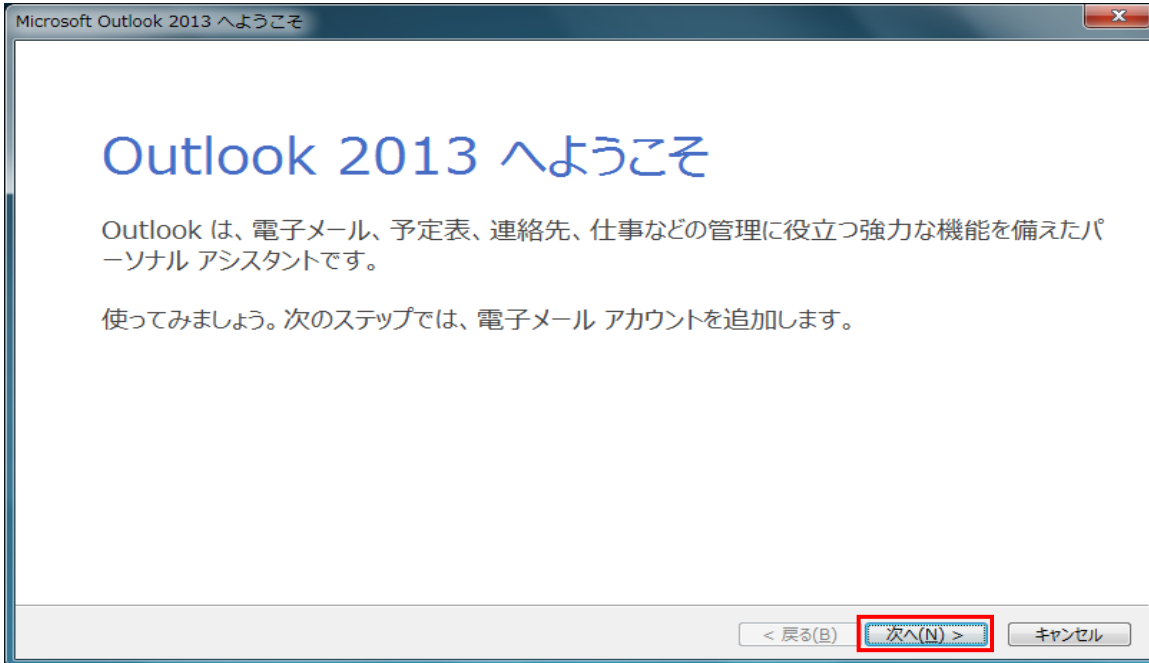 Microsoft Outlook 2013 へようこそ
Outlook 2013 へようこそ
Outlook は、電子メール、予定表、連絡先、仕事などの管理に役立つ強力な機能を備えたパ
ーソナル アシスタントです。
使ってみましょう。次のステップでは、電子メール アカウントを追加します。
< 戻る(B) 次へ(N) > キャンセル